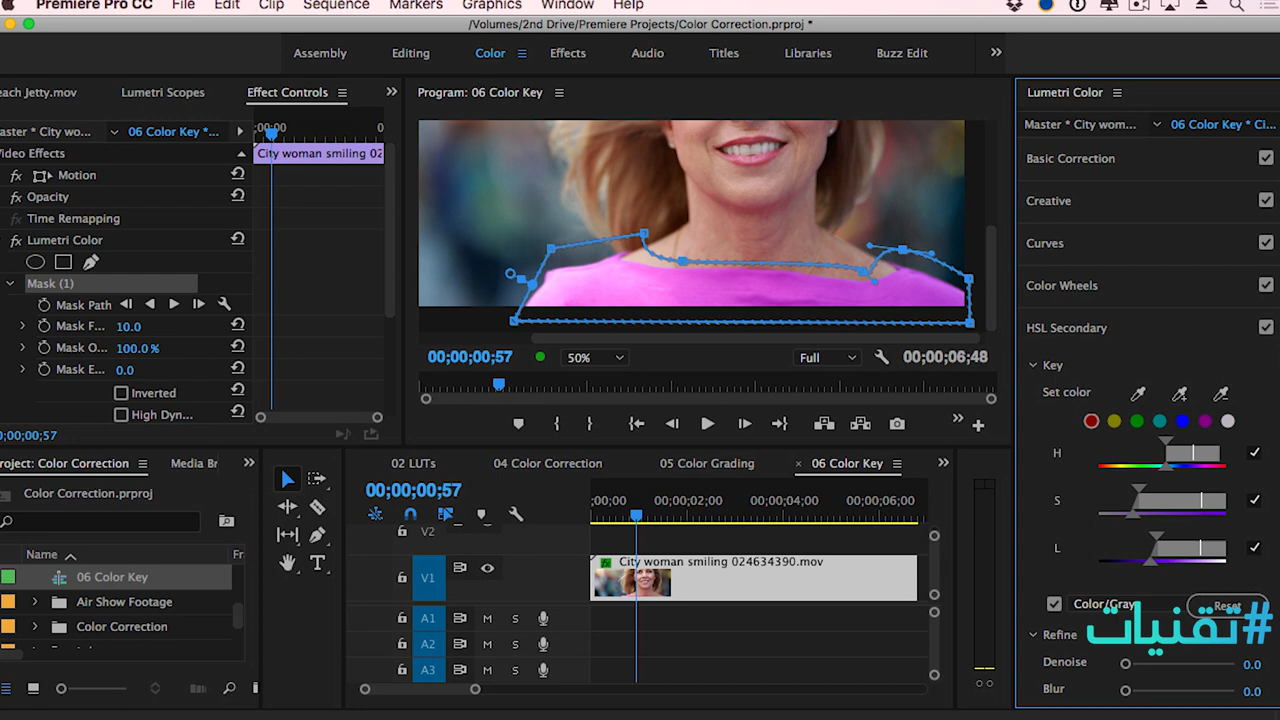 Premiere Pro CC File Edit Clip Sequence Markers Graphics Window Help
/Volumes/2nd Drive/Premiere Projects/Color Correction.prproj *
Assembly Editing Color Effects Audio Titles Libraries Buzz Edit
each Jetty.mov Lumetri Scopes Effect Controls
Program: 06 Color Key
Lumetri Color
aster * City wo... 06 Color Key *...
;00:00 0
Master * City wom... 06 Color Key * Ci...
Video Effects
City woman smiling 02
Basic Correction
fx Motion
fx Opacity
Creative
Time Remapping
fx Lumetri Color
Curves
Mask (1)
Color Wheels
Mask Path
Mask F... 10.0
HSL Secondary
Mask O... 100.0 %
00;00;00;57 50% Full 00;00;06;48
Mask E... 0.0
Key
Inverted
Set color
High Dyn...
0;00;00;57
H
roject: Color Correction Media Br
02 LUTs 04 Color Correction 05 Color Grading × 06 Color Key
Color Correction.prproj
00;00;00;57
;00;00 00;00;02;00 00;00;04;00 00;00;06;00
S
V2
Name Fr
L
06 Color Key
V1
fx City woman smiling 024634390.mov
Air Show Footage
Color/Gray Reset
A1 M S
Color Correction
#تقنيات
Refine
A2 M S
Denoise 0.0
A3 M S
Blur 0.0